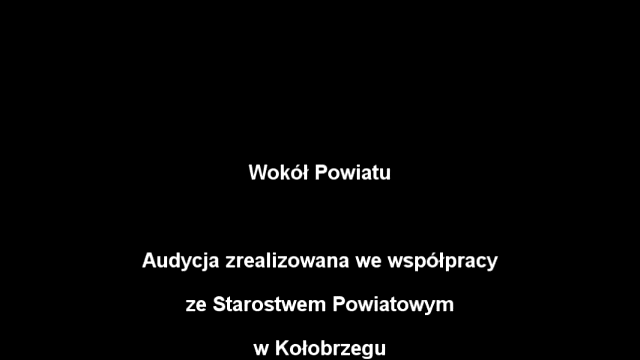 Wokół Powiatu
Audycja zrealizowana we współpracy
ze Starostwem Powiatowym
w Kołobrzegu